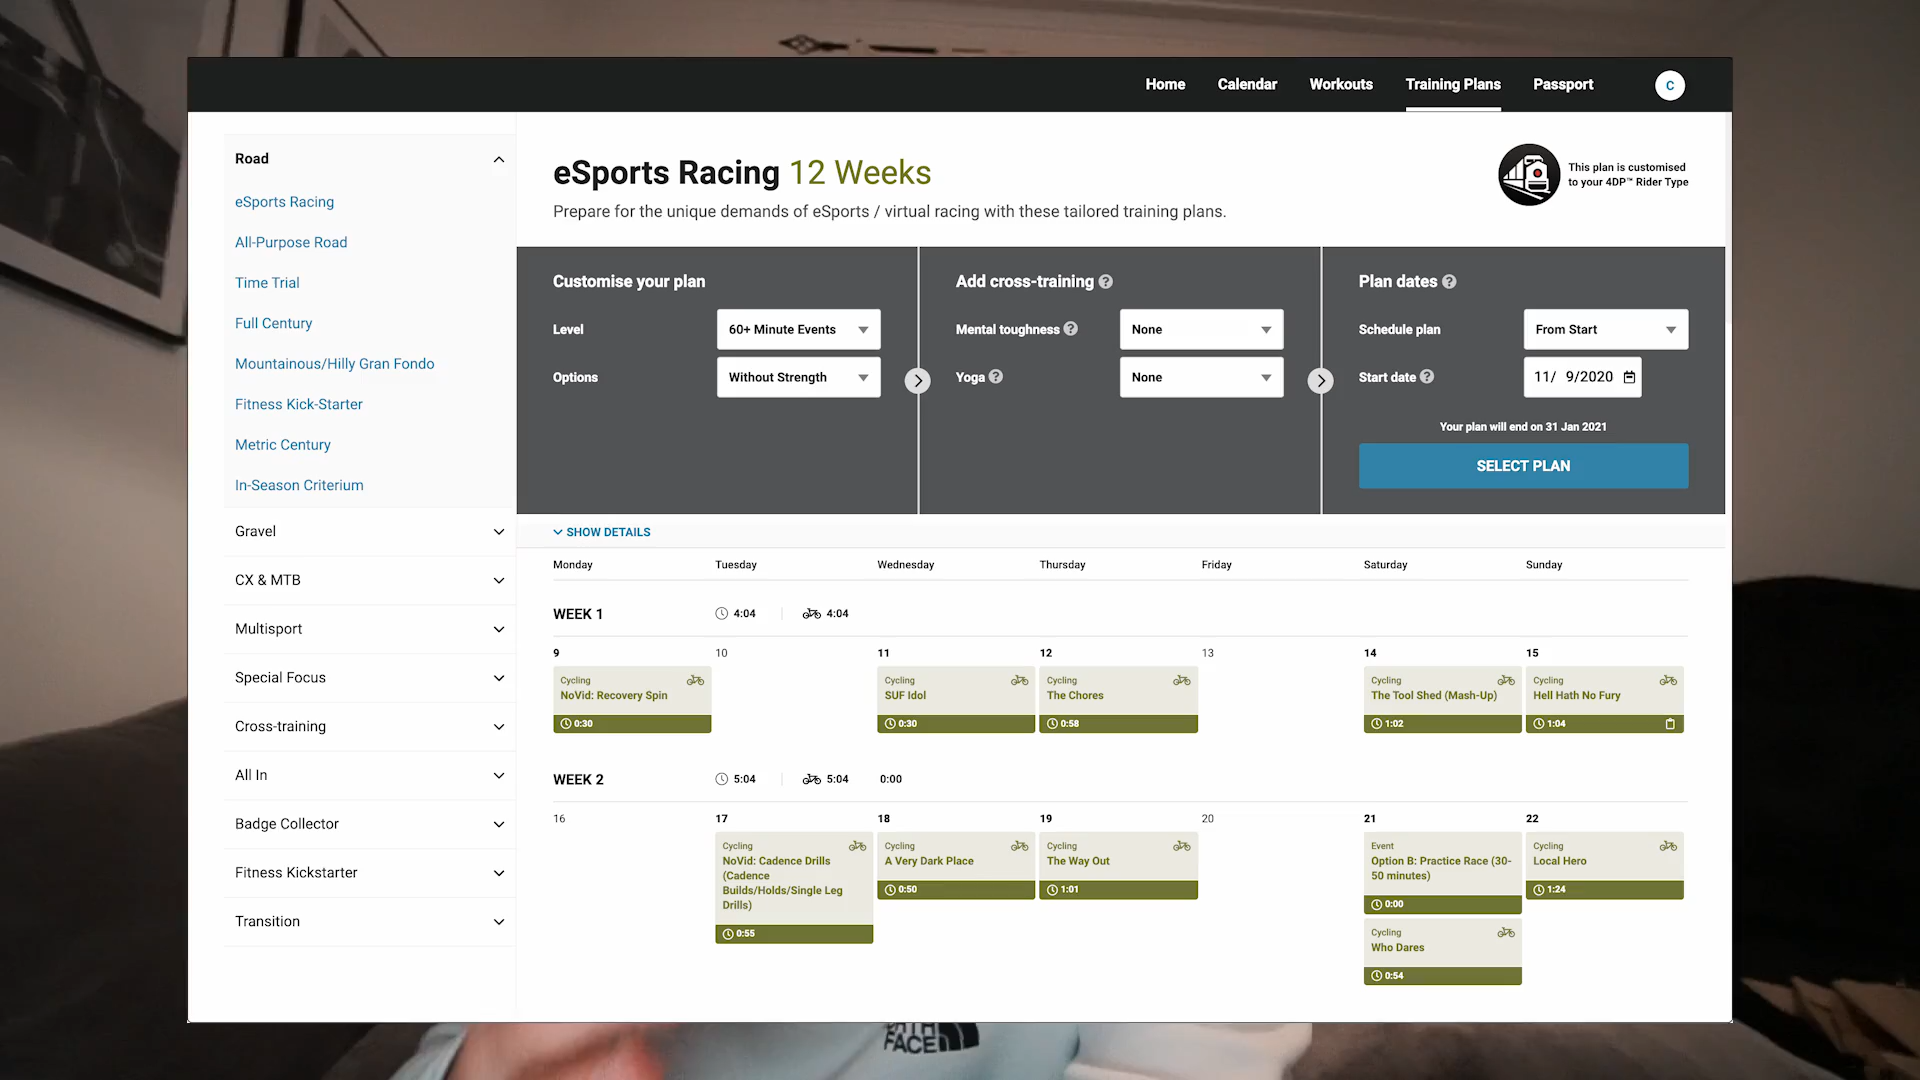 Home Calendar Workouts Training Plans Passport C
Road
eSports Racing
All-Purpose Road
Time Trial
Full Century
Mountainous/Hilly Gran Fondo
Fitness Kick-Starter
Metric Century
In-Season Criterium
Gravel
CX & MTB
Multisport
Special Focus
Cross-training
All In
Badge Collector
Fitness Kickstarter
Transition
eSports Racing 12 Weeks
Prepare for the unique demands of eSports / virtual racing with these tailored training plans.
This plan is customised
to your 4DP™ Rider Type
Customise your plan
Level 60+ Minute Events
Options Without Strength
Add cross-training ?
Mental toughness ? None
Yoga ? None
Plan dates ?
Schedule plan From Start
Start date ? 11/ 9/2020
Your plan will end on 31 Jan 2021
SELECT PLAN
SHOW DETAILS
Monday Tuesday Wednesday Thursday Friday Saturday Sunday
WEEK 1 4:04 4:04
9 10 11 12 13 14 15
Cycling
NoVid: Recovery Spin
0:30
Cycling
SUF Idol
0:30
Cycling
The Chores
0:58
Cycling
The Tool Shed (Mash-Up)
1:02
Cycling
Hell Hath No Fury
1:04
WEEK 2 5:04 5:04 0:00
16 17 18 19 20 21 22
Cycling
NoVid: Cadence Drills
(Cadence
Builds/Holds/Single Leg
Drills)
0:55
Cycling
A Very Dark Place
0:50
Cycling
The Way Out
1:01
Event
Option B: Practice Race (30-
50 minutes)
0:00
Cycling
Who Dares
0:54
Cycling
Local Hero
1:24
FACE